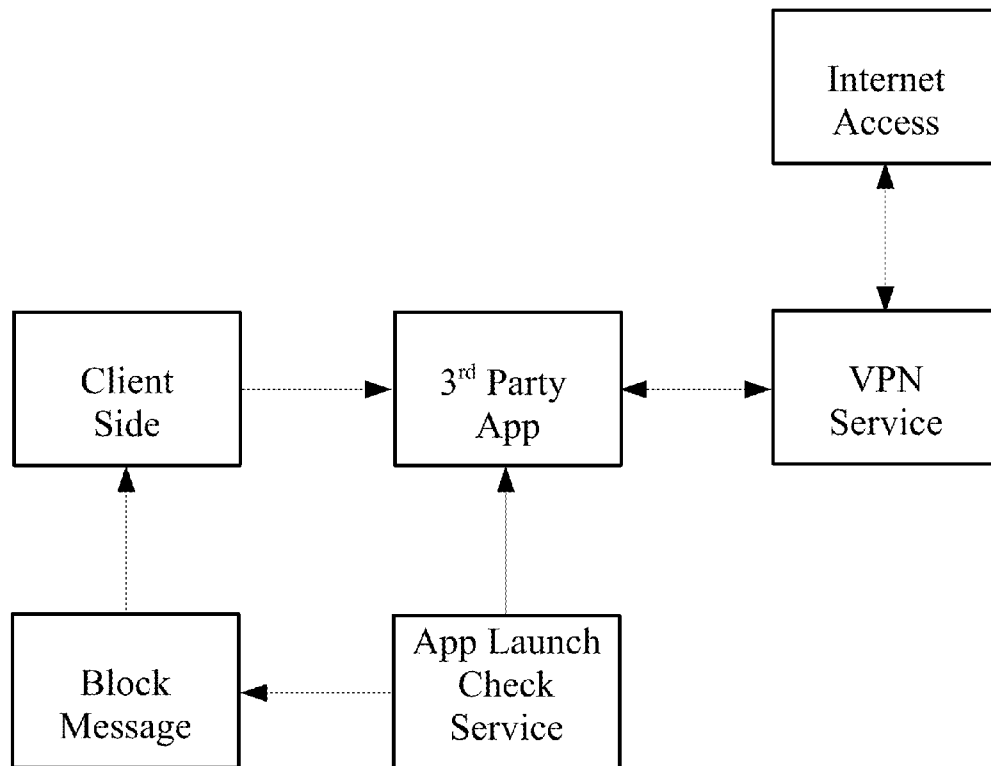 Internet
Access
Client
Side
3rd Party
App
VPN
Service
Block
Message
App Launch
Check
Service